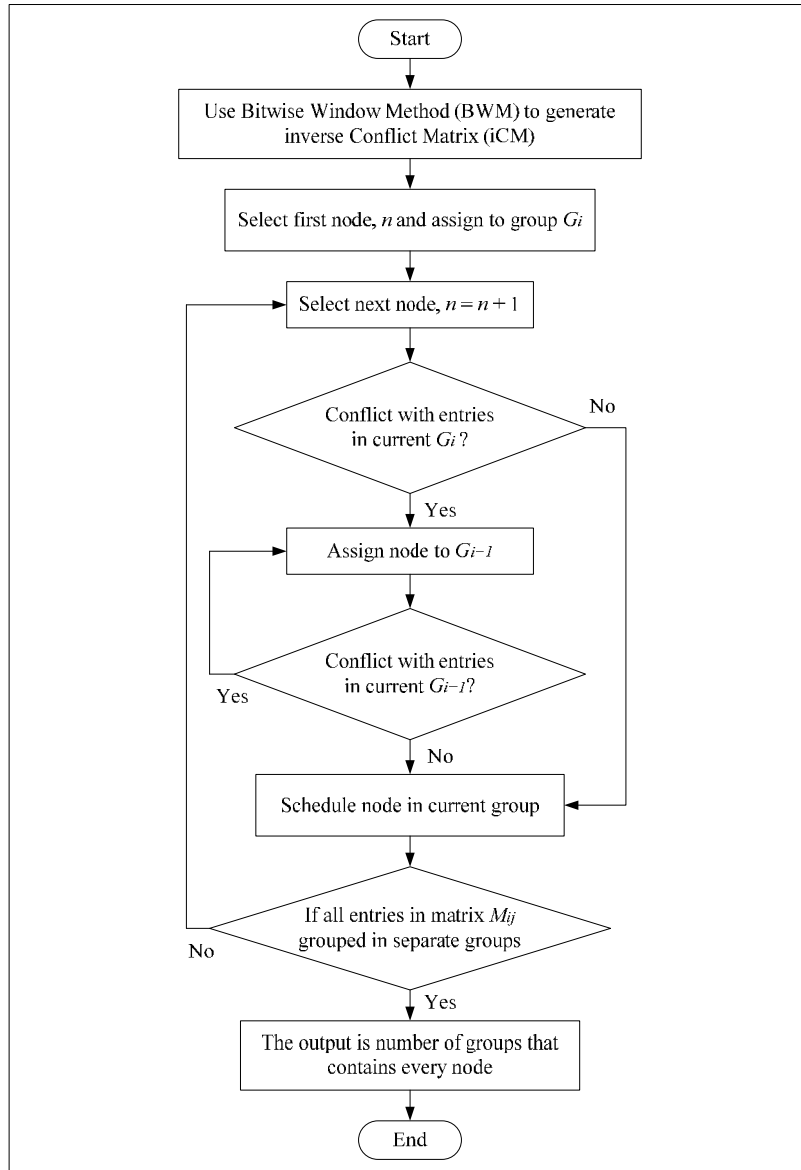 Start
Use Bitwise Window Method (BWM) to generate
inverse Conflict Matrix (iCM)
Select first node, n and assign to group Gi
Select next node, n = n + 1
Conflict with entries
in current Gi ?
No
Yes
Assign node to Gi−1
Conflict with entries
in current Gi−1?
Yes
No
Schedule node in current group
If all entries in matrix Mij
grouped in separate groups
No
Yes
The output is number of groups that
contains every node
End